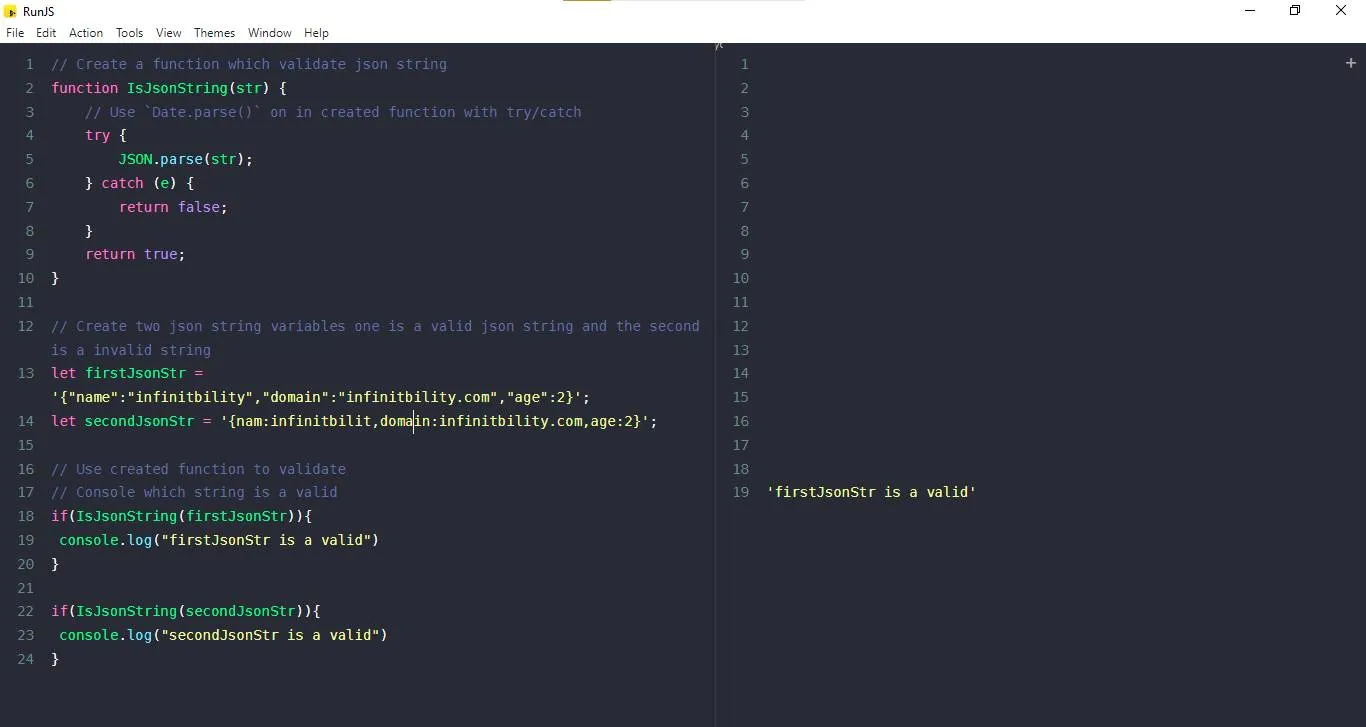 RunJS
File Edit Action Tools View Themes Window Help
1 // Create a function which validate json string
2 function IsJsonString(str) {
3 // Use `Date.parse()` on in created function with try/catch
4 try {
5 JSON.parse(str);
6 } catch (e) {
7 return false;
8 }
9 return true;
10 }
11
12 // Create two json string variables one is a valid json string and the second
is a invalid string
13 let firstJsonStr =
'{"name":"infinitbility","domain":"infinitbility.com","age":2}';
14 let secondJsonStr = '{nam:infinitbilit,domain:infinitbility.com,age:2}';
15
16 // Use created function to validate
17 // Console which string is a valid
18 if(IsJsonString(firstJsonStr)){
19 console.log("firstJsonStr is a valid")
20 }
21
22 if(IsJsonString(secondJsonStr)){
23 console.log("secondJsonStr is a valid")
24 }
+
1
2
3
4
5
6
7
8
9
10
11
12
13
14
15
16
17
18
19 'firstJsonStr is a valid'